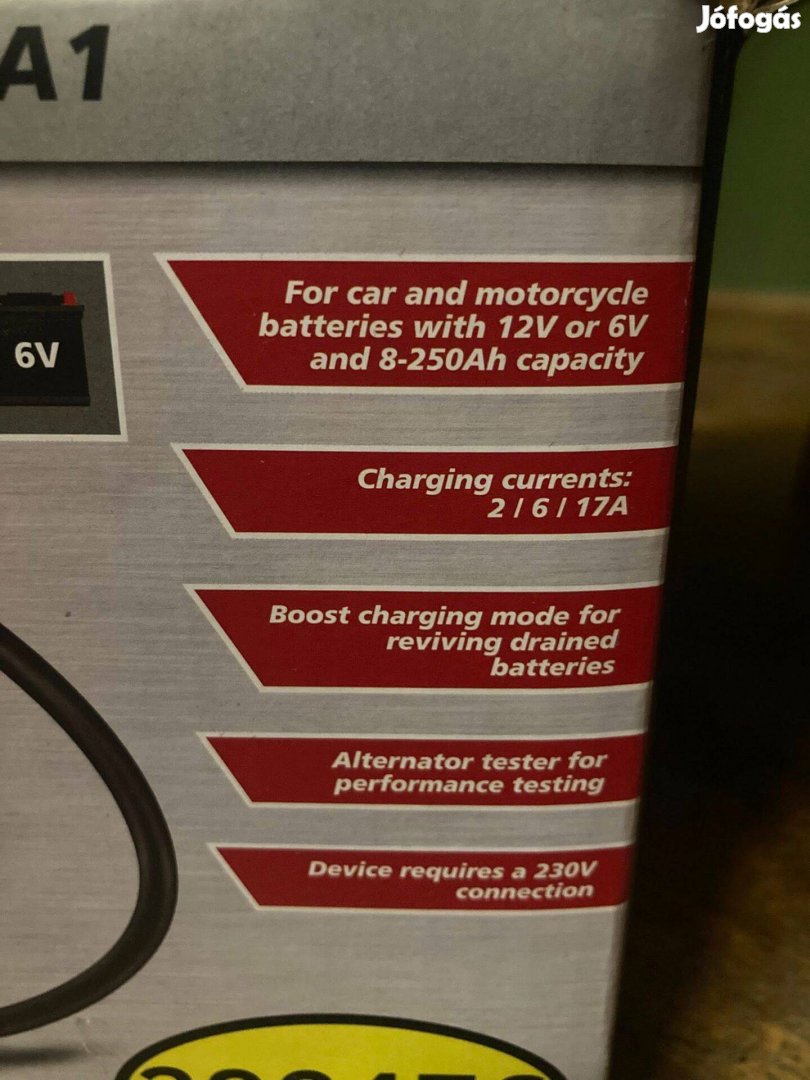 Jófogás
A1
6V
For car and motorcycle
batteries with 12V or 6V
and 8-250Ah capacity
Charging currents:
2 / 6 / 17A
Boost charging mode for
reviving drained
batteries
Alternator tester for
performance testing
Device requires a 230V
connection